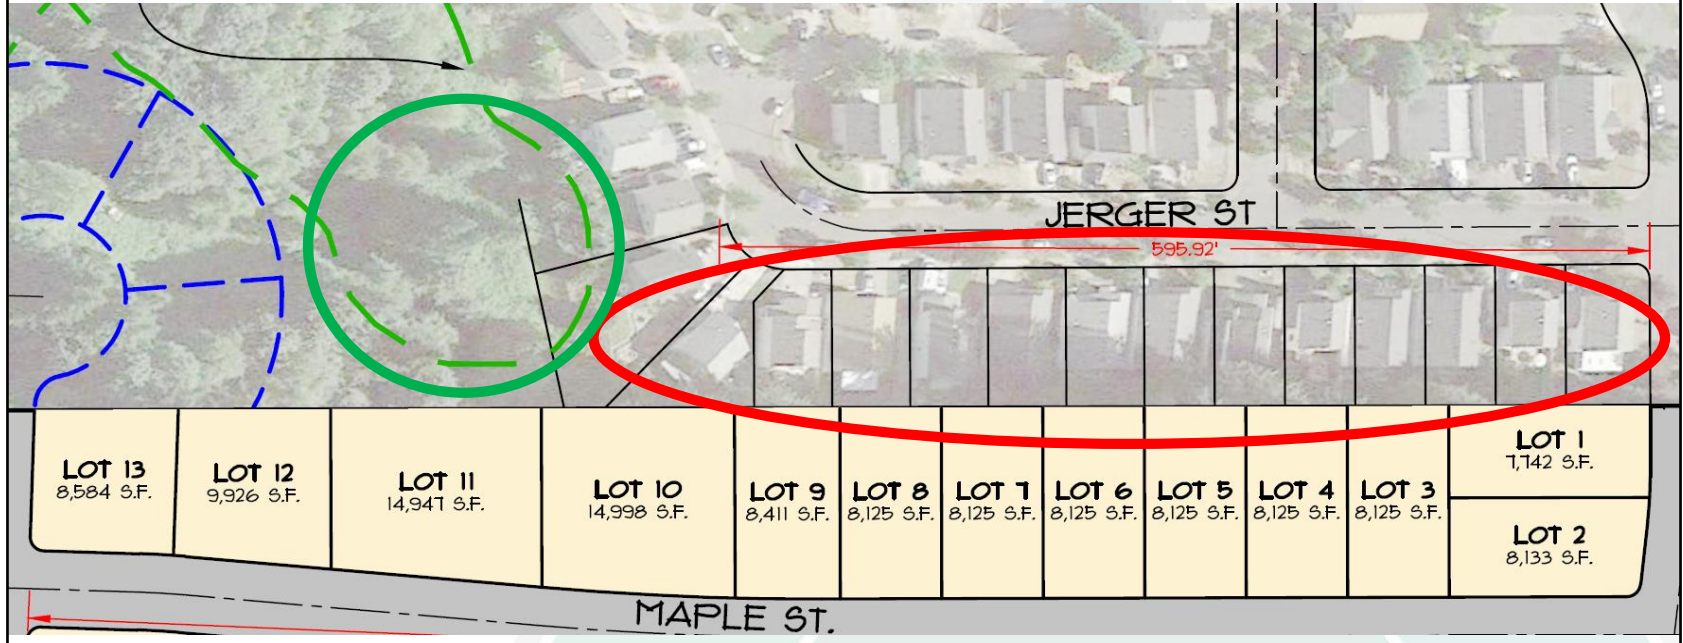 JERGER ST
595.92'
LOT 13
8,584 S.F.
LOT 12
9,926 S.F.
LOT 11
14,947 S.F.
LOT 10
14,998 S.F.
LOT 9
8,411 S.F.
LOT 8
8,125 S.F.
LOT 7
8,125 S.F.
LOT 6
8,125 S.F.
LOT 5
8,125 S.F.
LOT 4
8,125 S.F.
LOT 3
8,125 S.F.
LOT 1
7,742 S.F.
LOT 2
8,133 S.F.
MAPLE ST.